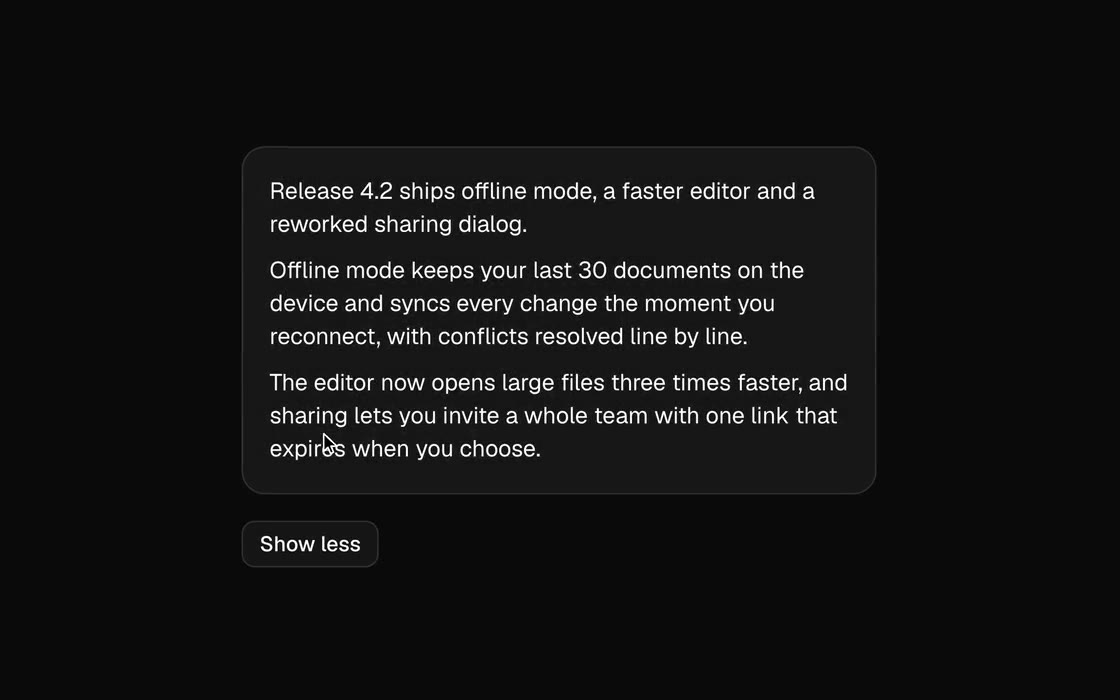 Release 4.2 ships offline mode, a faster editor and a
reworked sharing dialog.
Offline mode keeps your last 30 documents on the
device and syncs every change the moment you
reconnect, with conflicts resolved line by line.
The editor now opens large files three times faster, and
sharing lets you invite a whole team with one link that
expires when you choose.
Show less